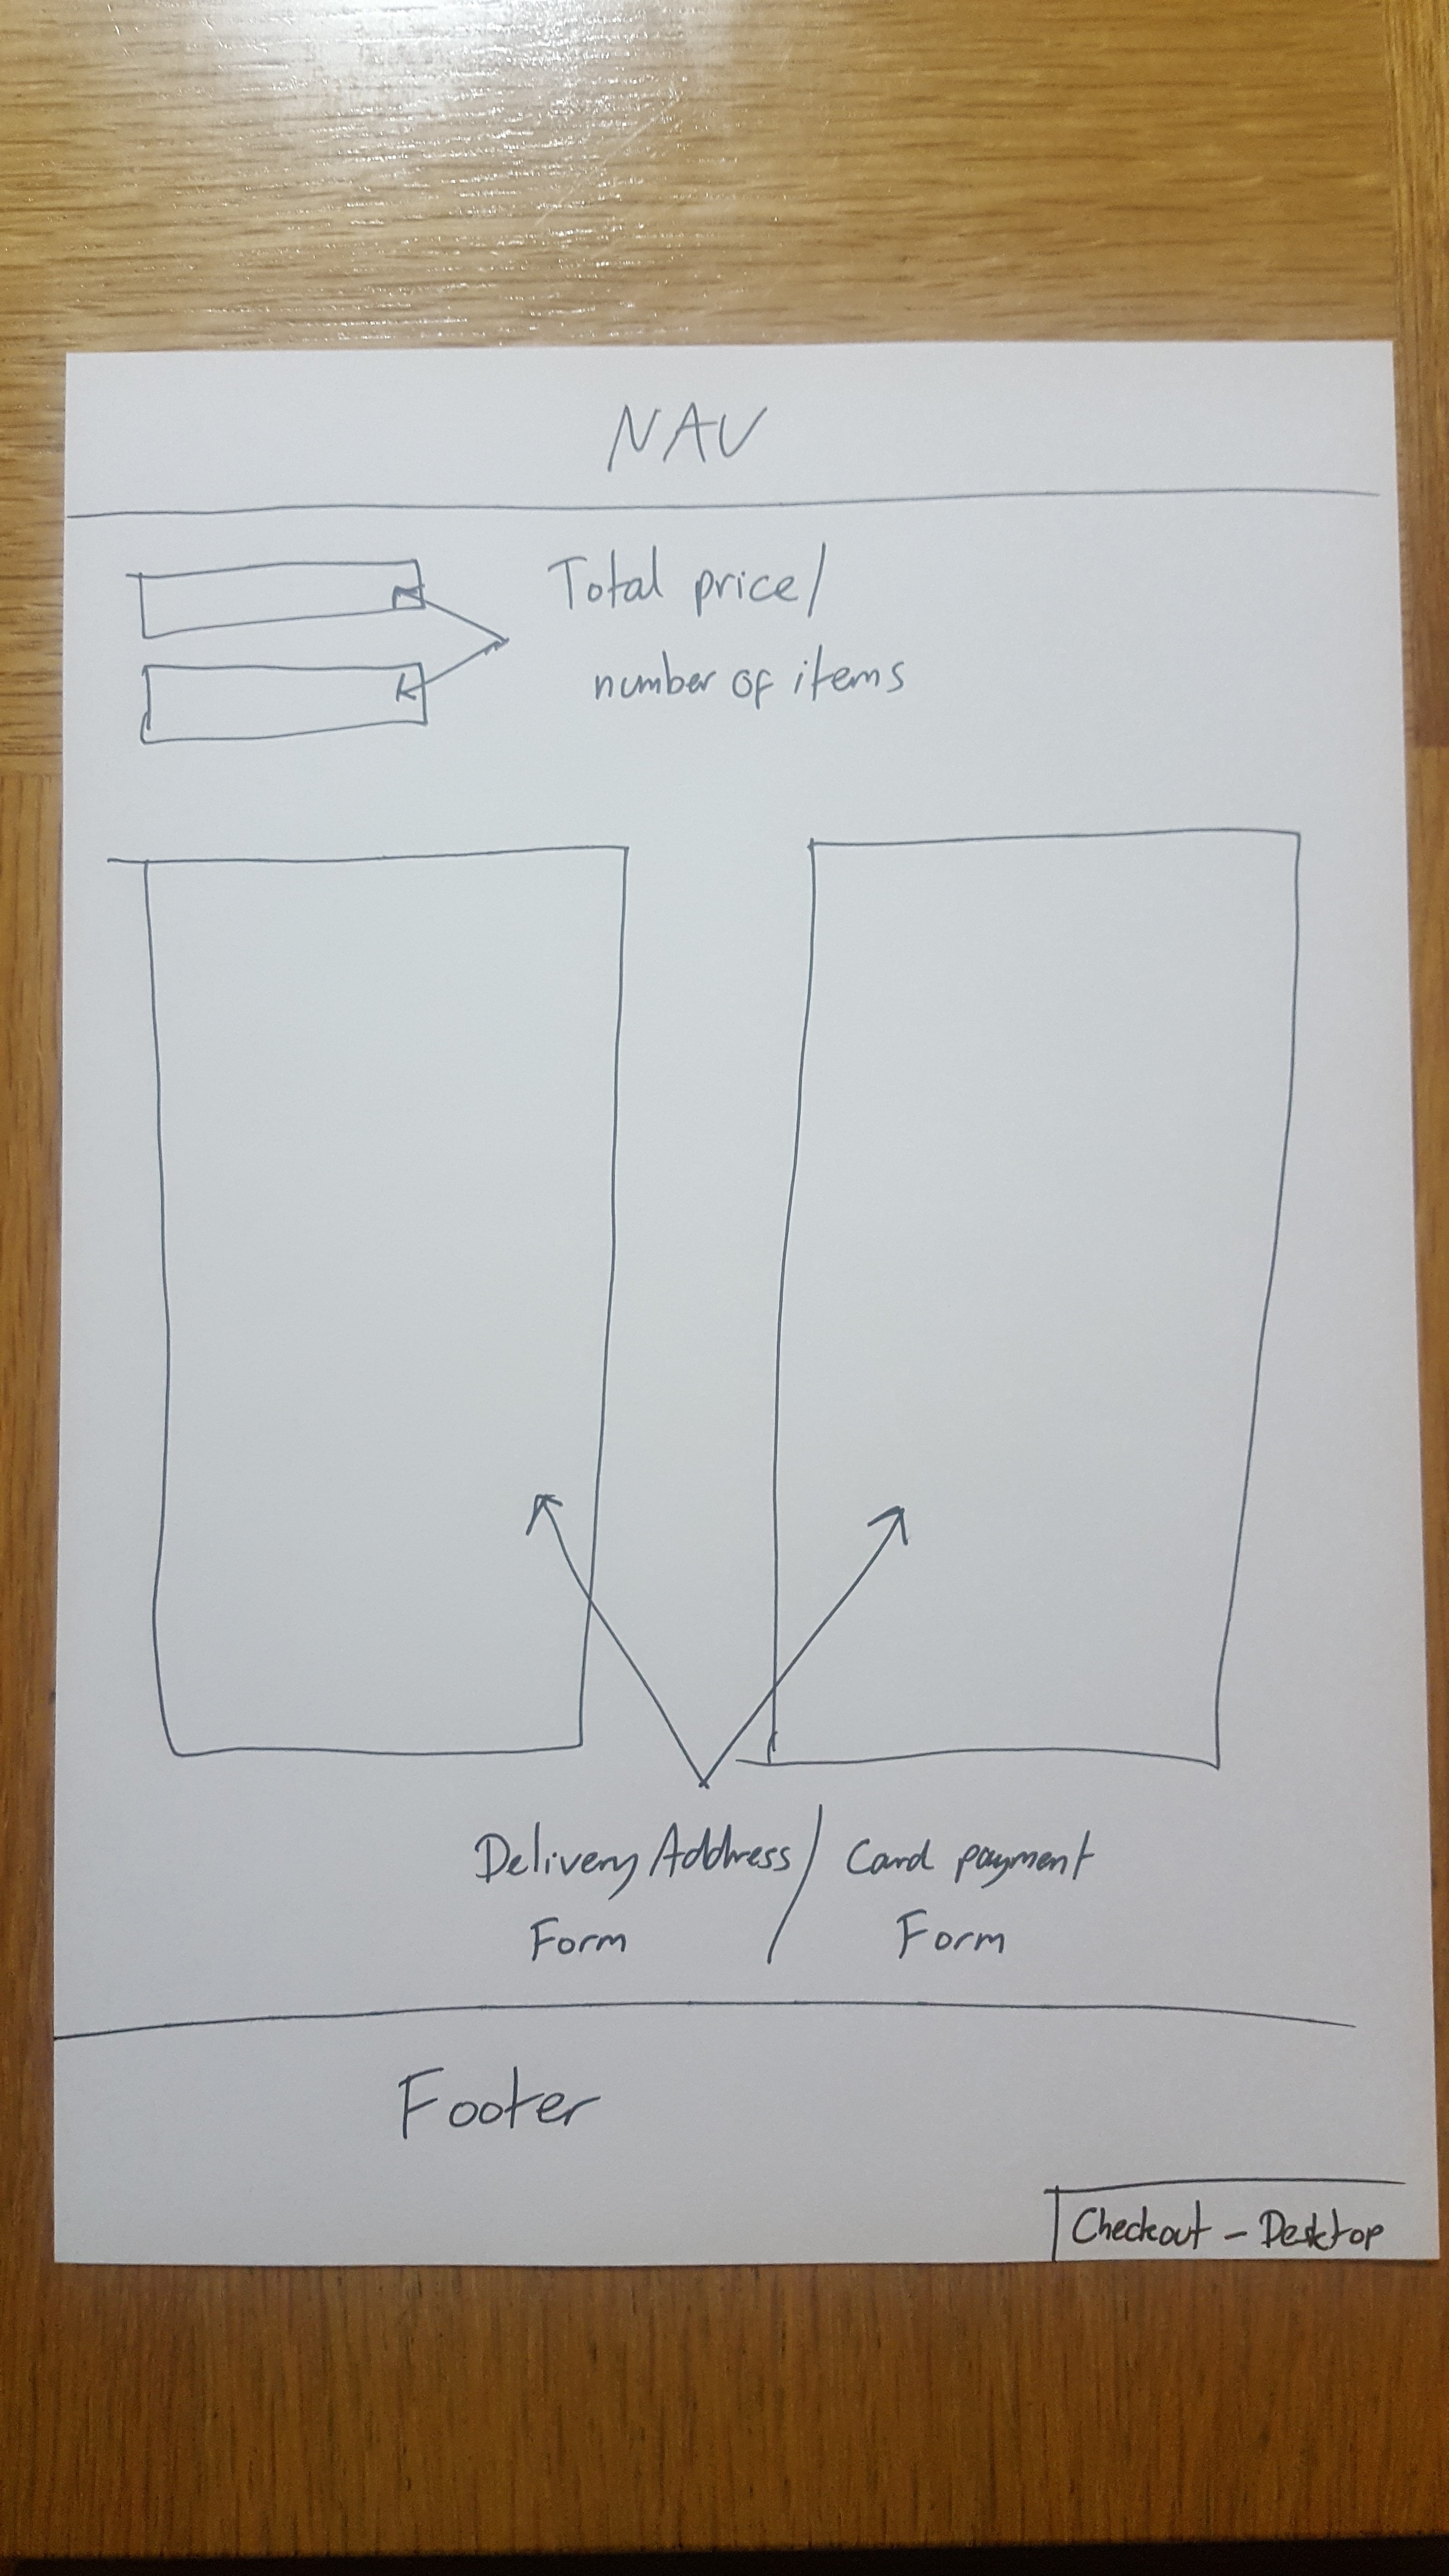 NAV
Total price/
number of items
Delivery Address / Card payment
Form Form
Footer
Checkout - Desktop